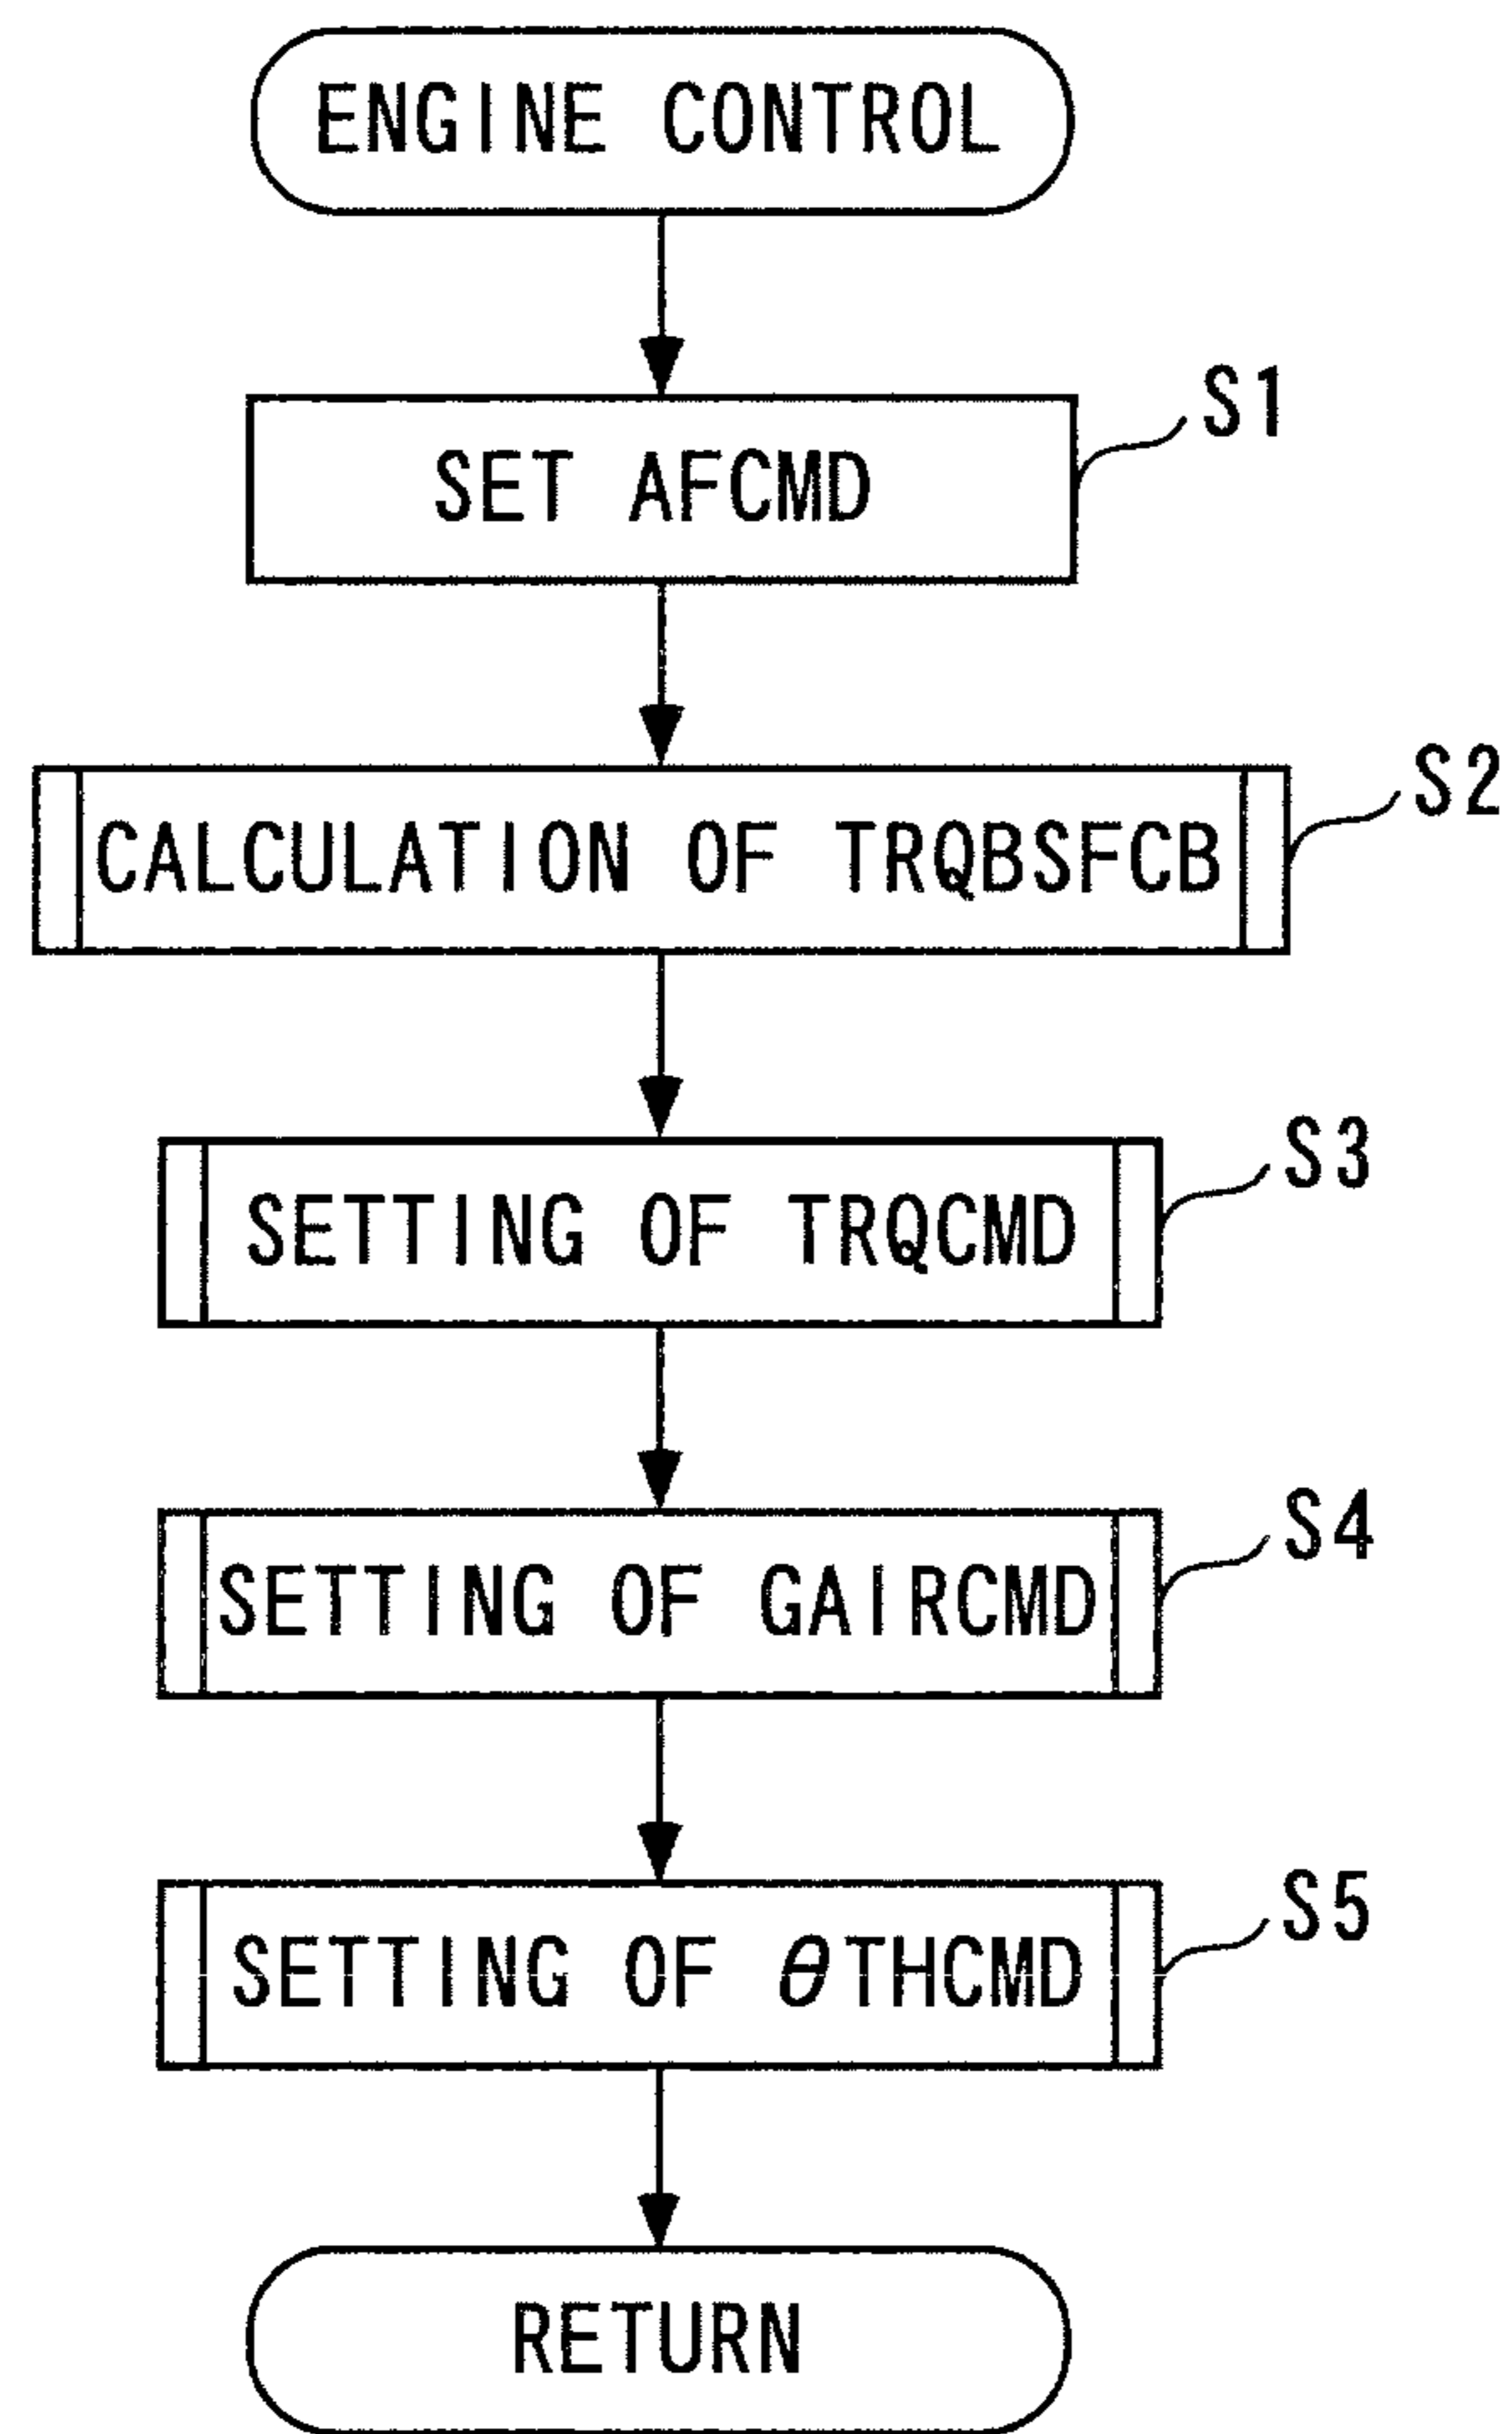 ENGINE CONTROL
S1
SET AFCMD
S2
CALCULATION OF TRQBSFCB
S3
SETTING OF TRQCMD
S4
SETTING OF GAIRCMD
S5
SETTING OF θTHCMD
RETURN